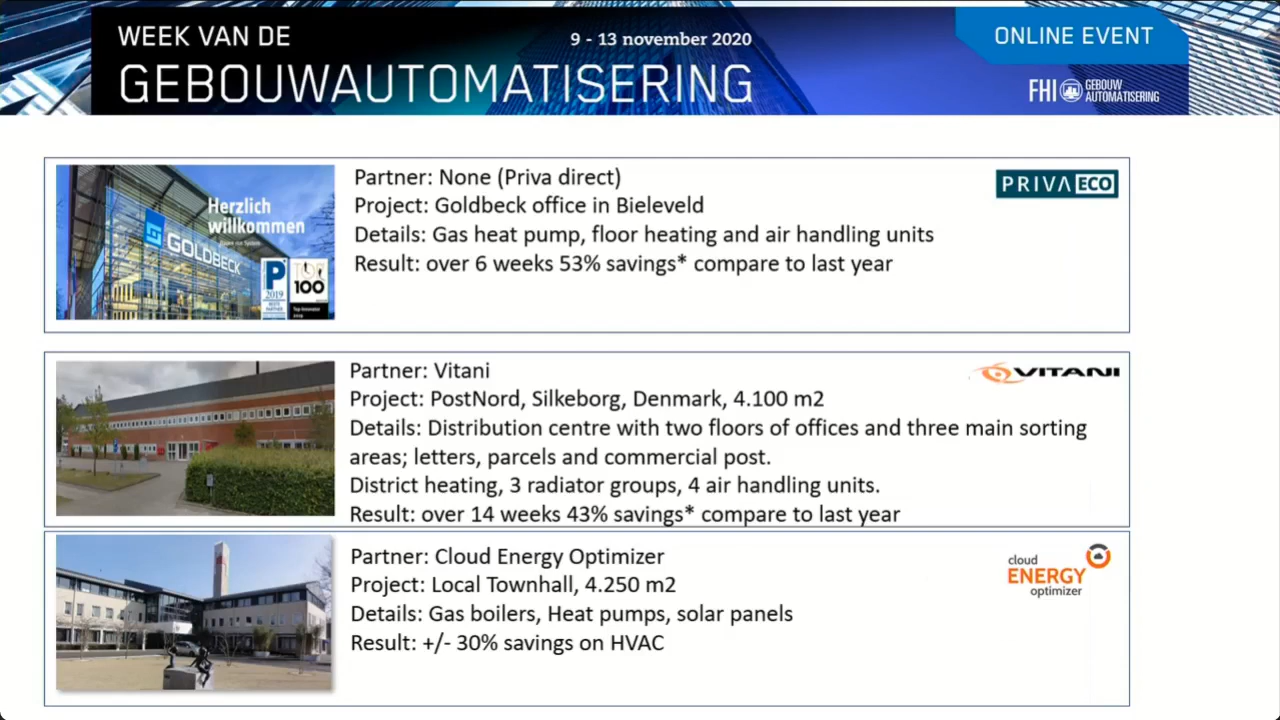 WEEK VAN DE
GEBOUWAUTOMATISERING
9 - 13 november 2020
ONLINE EVENT
FHI GEBOUW
AUTOMATISERING
Herzlich
willkommen
GOLDBECK
P
2019
TOP
100
Partner: None (Priva direct)
Project: Goldbeck office in Bieleveld
Details: Gas heat pump, floor heating and air handling units
Result: over 6 weeks 53% savings* compare to last year
PRIVA ECO
Partner: Vitani
Project: PostNord, Silkeborg, Denmark, 4.100 m2
Details: Distribution centre with two floors of offices and three main sorting
areas; letters, parcels and commercial post.
District heating, 3 radiator groups, 4 air handling units.
Result: over 14 weeks 43% savings* compare to last year
VITANI
Partner: Cloud Energy Optimizer
Project: Local Townhall, 4.250 m2
Details: Gas boilers, Heat pumps, solar panels
Result: +/- 30% savings on HVAC
cloud
ENERGY
optimizer